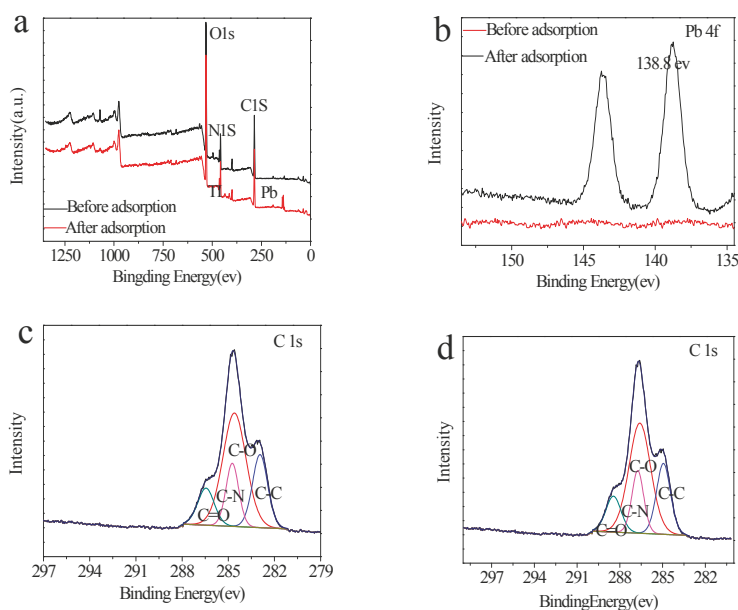 a
O1s
C1S
N1S
Ti
Pb
Before adsorption
After adsorption
Intensity(a.u.)
1250 1000 750 500 250 0
Bingding Energy(ev)
b
Before adsorption
After adsorption
Pb 4f
138.8 ev
Intensity
150 145 140 135
Binding Energy(ev)
c
C 1s
C-O
C-N
C-C
C=O
Intensity
297 294 291 288 285 282 279
Binding Energy(ev)
d
C 1s
C-O
C-C
C-N
C=O
Intensity
297 294 291 288 285 282
BindingEnergy(ev)